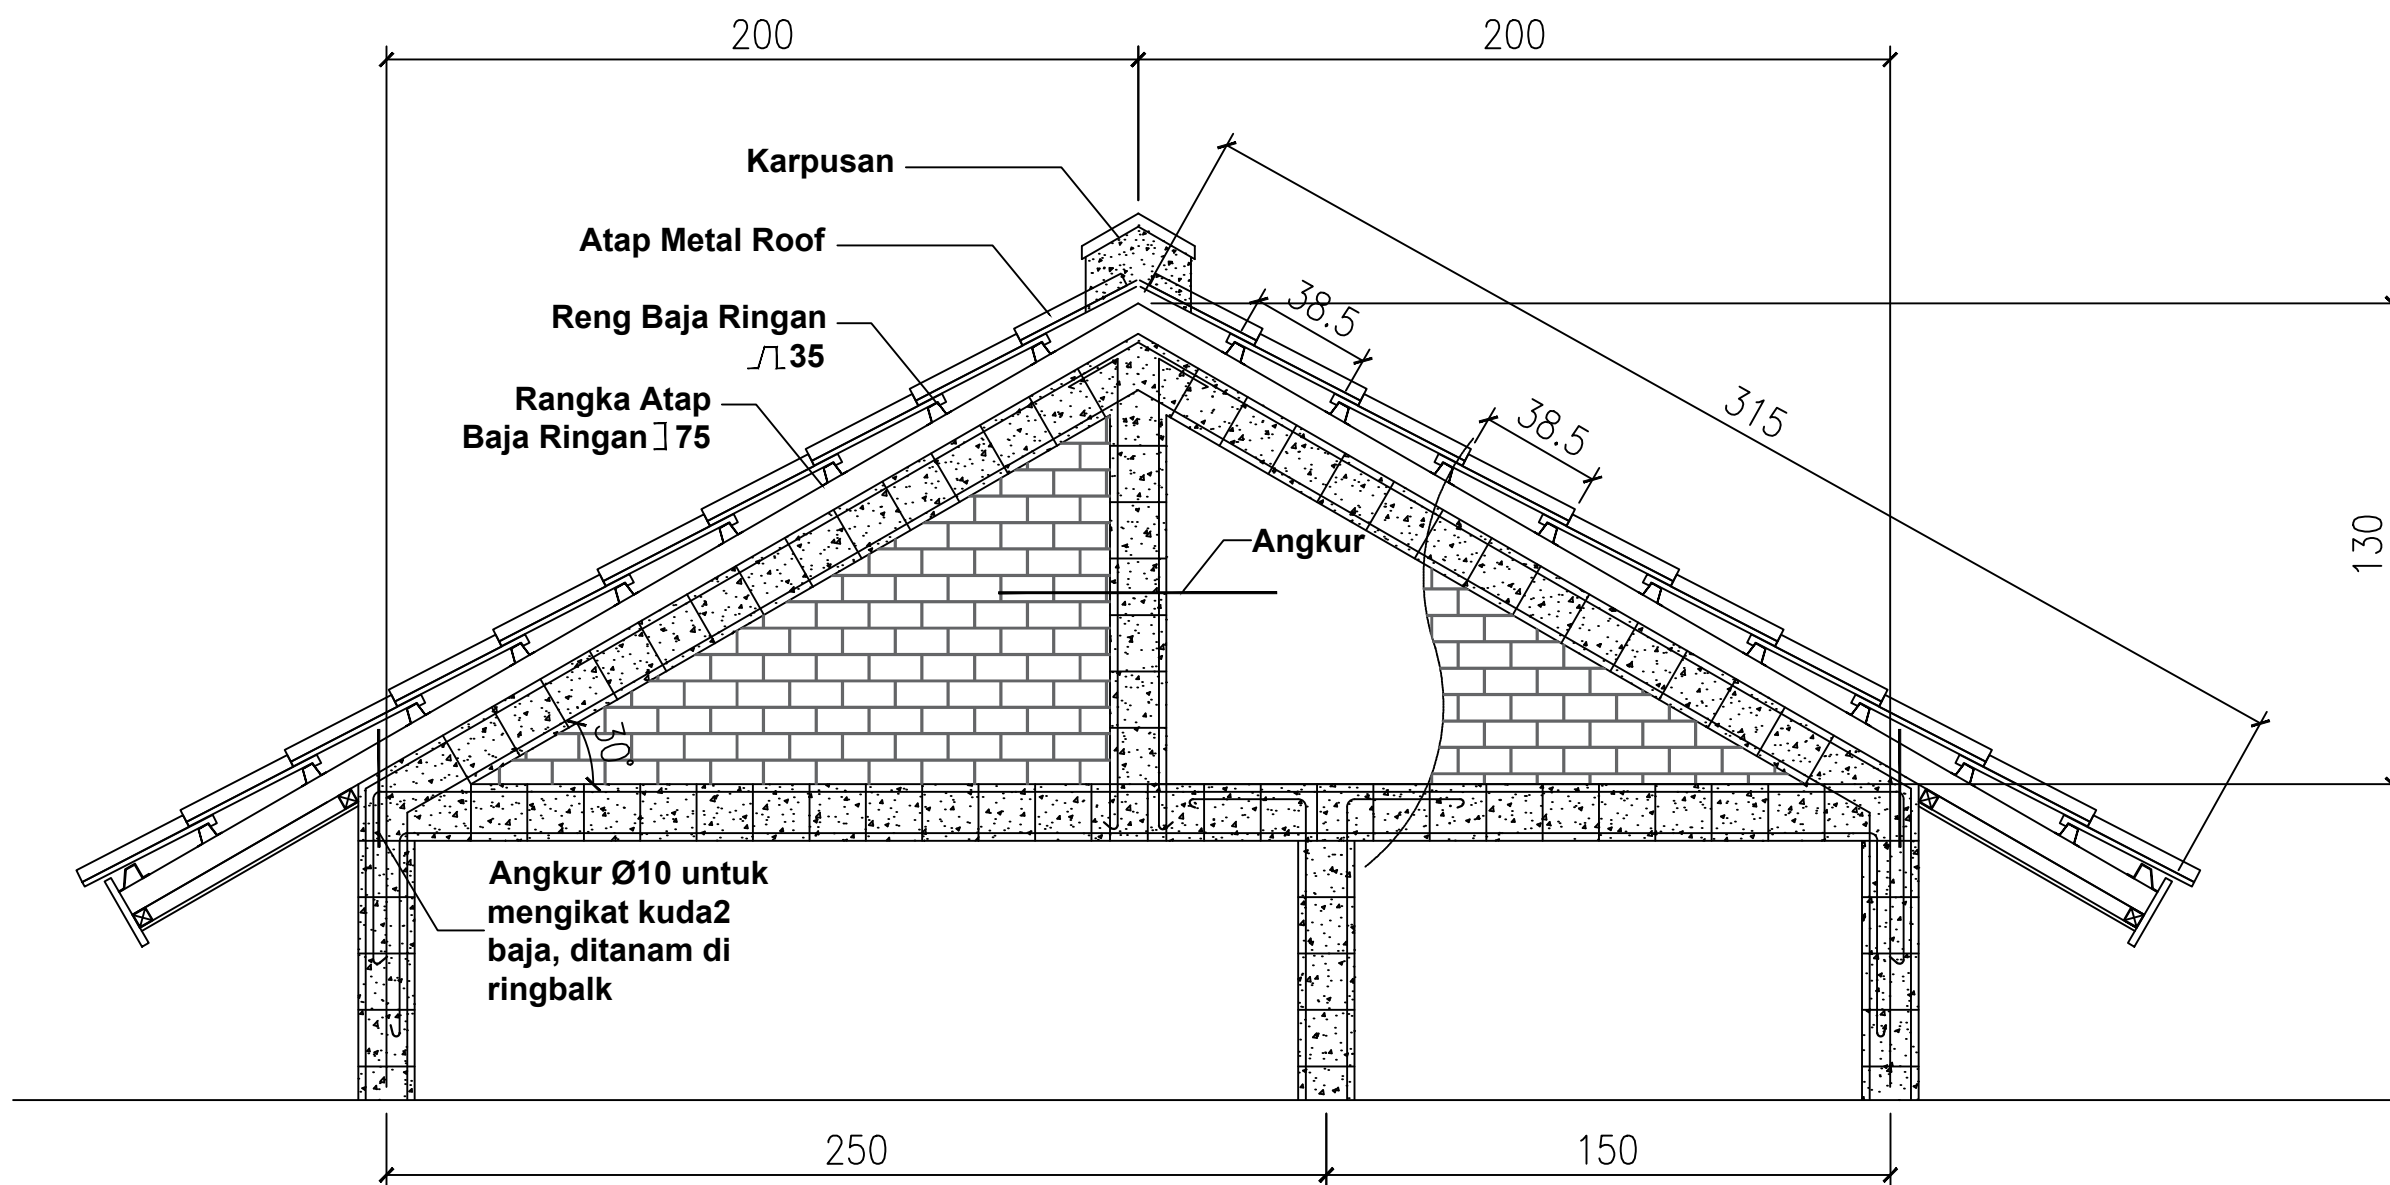 200
200
Karpusan
Atap Metal Roof
Reng Baja Ringan
35
Rangka Atap
Baja Ringan 75
38.5
315
38.5
130
Angkur
30°
Angkur Ø10 untuk
mengikat kuda2
baja, ditanam di
ringbalk
250
150